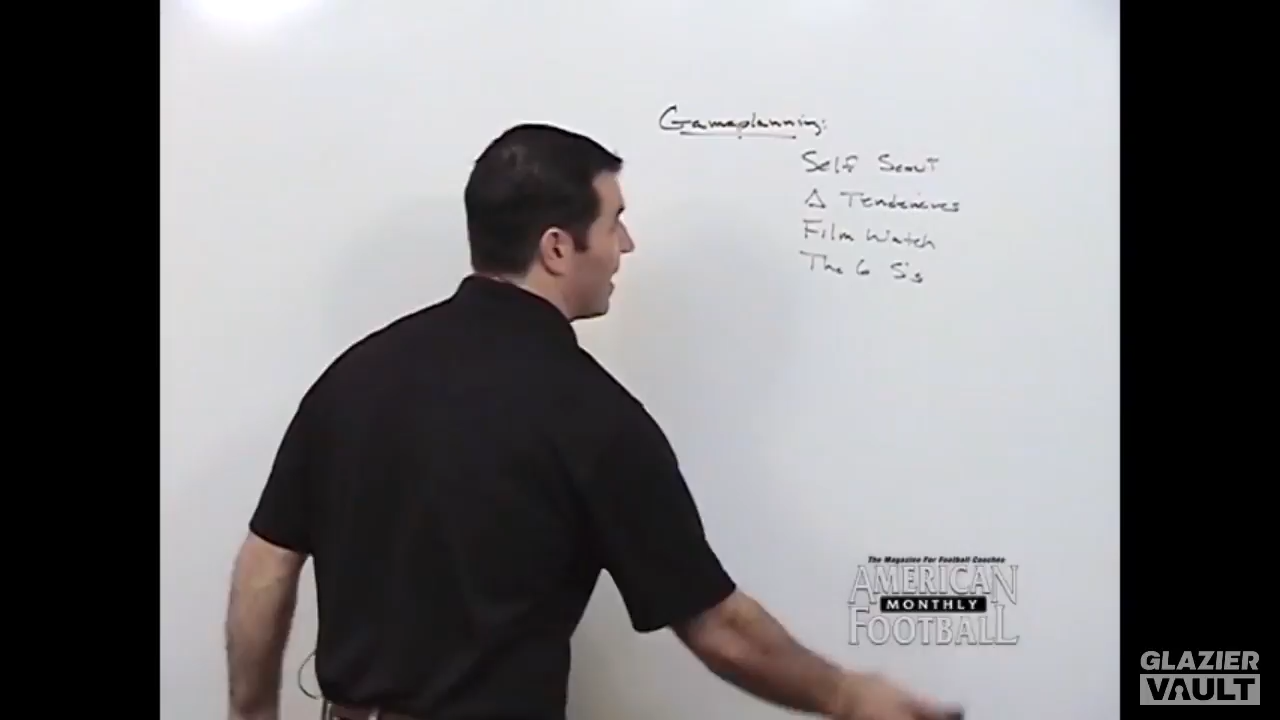 Gameplanning:
Self Scout
Δ Tendencies
Film Watch
The 6 S's
The Magazine For Football Coaches
AMERICAN
MONTHLY
FOOTBALL
GLAZIER
VAULT